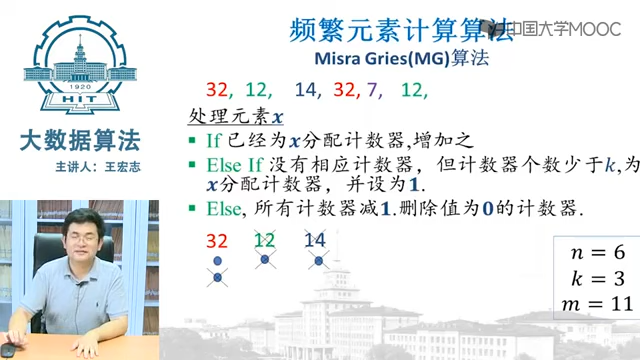 频繁元素计算算法
中国大学MOOC
Misra Gries(MG)算法
1920
HIT
大数据算法
主讲人：王宏志
32, 12, 14, 32, 7, 12,
处理元素x
▪ If 已经为x分配计数器,增加之
▪ Else If 没有相应计数器，但计数器个数少于k,为
x分配计数器，并设为1.
▪ Else, 所有计数器减1.删除值为0的计数器.
32 12 14
n = 6
k = 3
m = 11